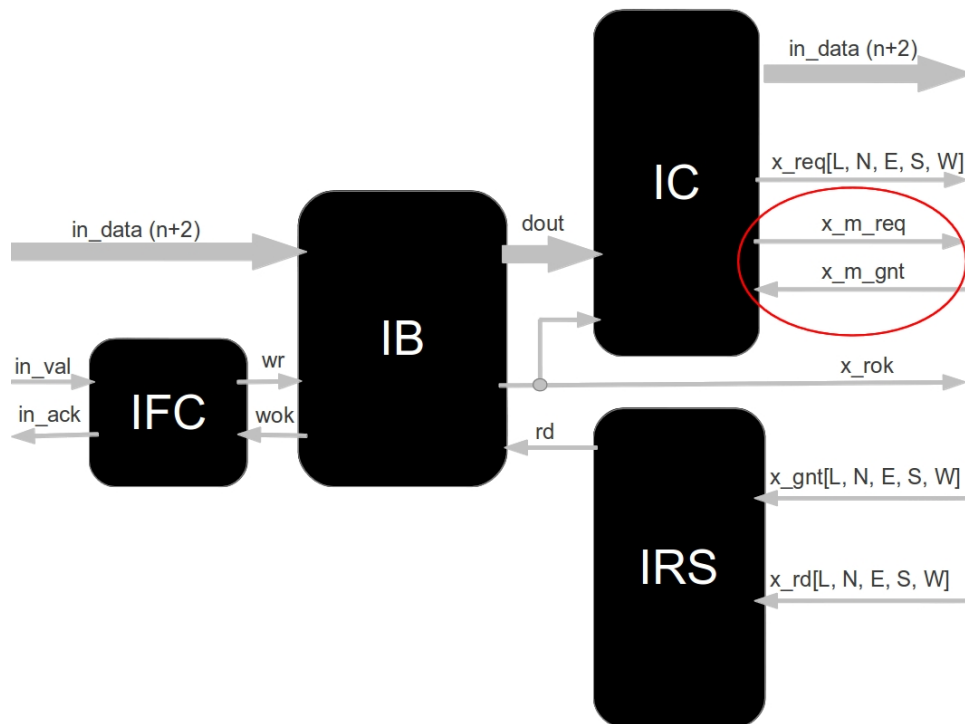 in_data (n+2)
IC
x_req[L, N, E, S, W]
in_data (n+2)
dout
x_m_req
x_m_gnt
IB
in_val
wr
x_rok
IFC
in_ack
wok
rd
x_gnt[L, N, E, S, W]
IRS
x_rd[L, N, E, S, W]